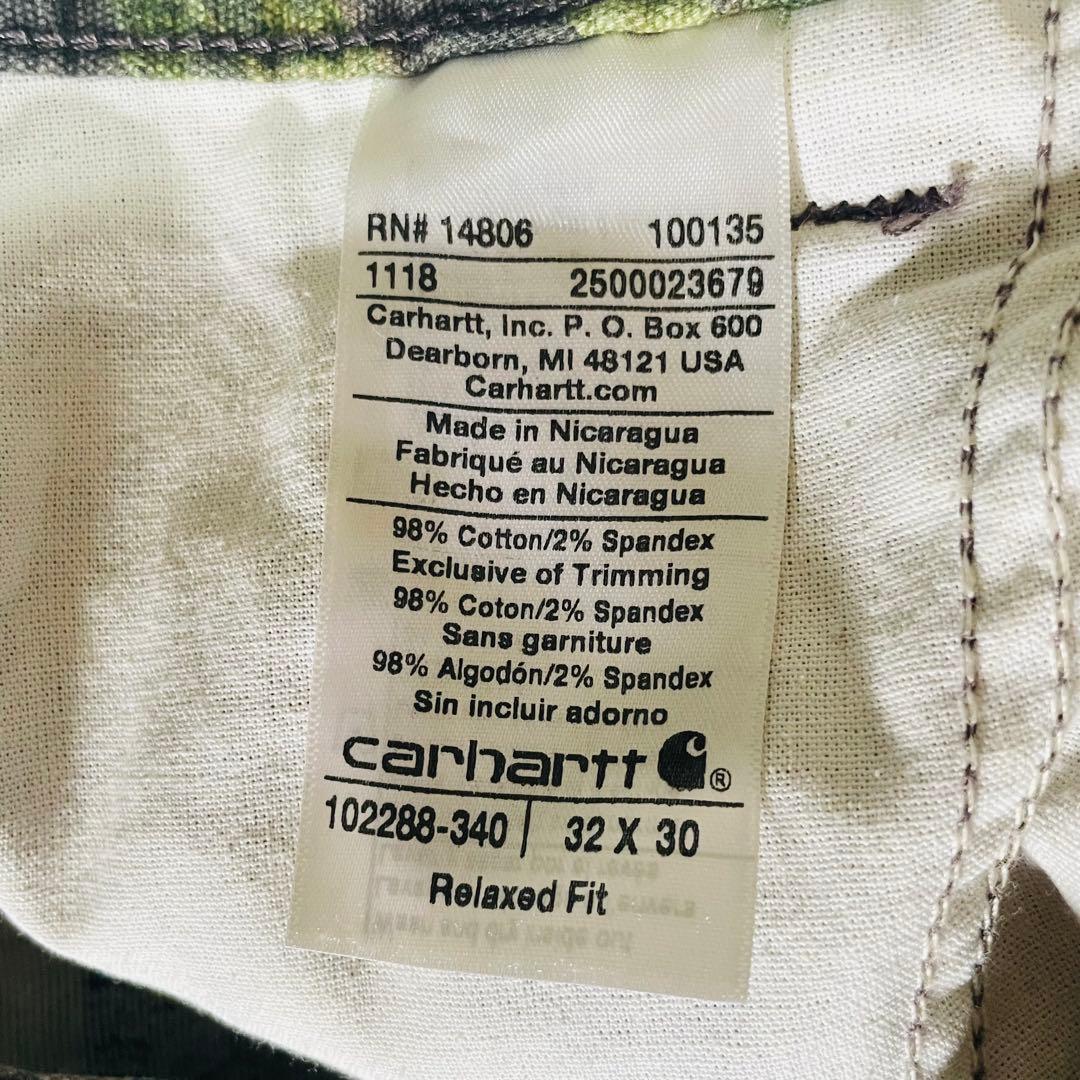 RN# 14806 100135
1118 2500023679
Carhartt, Inc. P. O. Box 600
Dearborn, MI 48121 USA
Carhartt.com
Made in Nicaragua
Fabriqué au Nicaragua
Hecho en Nicaragua
98% Cotton/2% Spandex
Exclusive of Trimming
98% Coton/2% Spandex
Sans garniture
98% Algodón/2% Spandex
Sin incluir adorno
carhartt ®
102288-340 | 32 X 30
Relaxed Fit